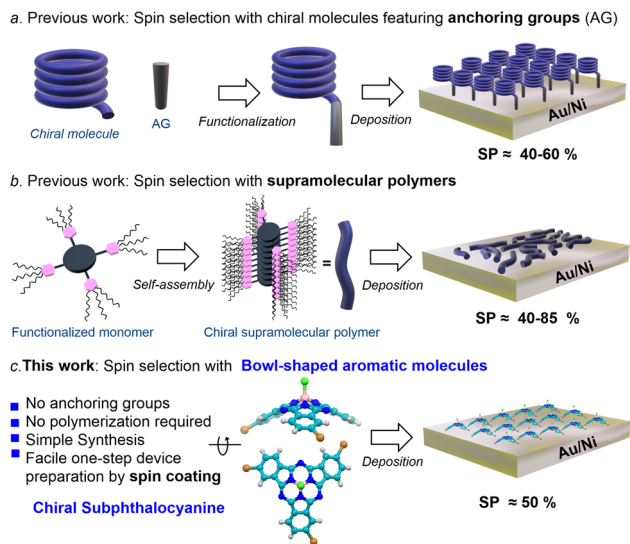 a. Previous work: Spin selection with chiral molecules featuring anchoring groups (AG)
Chiral molecule
AG
Functionalization
Deposition
Au/Ni
SP ≈ 40-60 %
b. Previous work: Spin selection with supramolecular polymers
Self-assembly
=
Deposition
Au/Ni
Functionalized monomer
Chiral supramolecular polymer
SP ≈ 40-85 %
c. This work: Spin selection with Bowl-shaped aromatic molecules
No anchoring groups
No polymerization required
Simple Synthesis
Facile one-step device
preparation by spin coating
Chiral Subphthalocyanine
Deposition
Au/Ni
SP ≈ 50 %